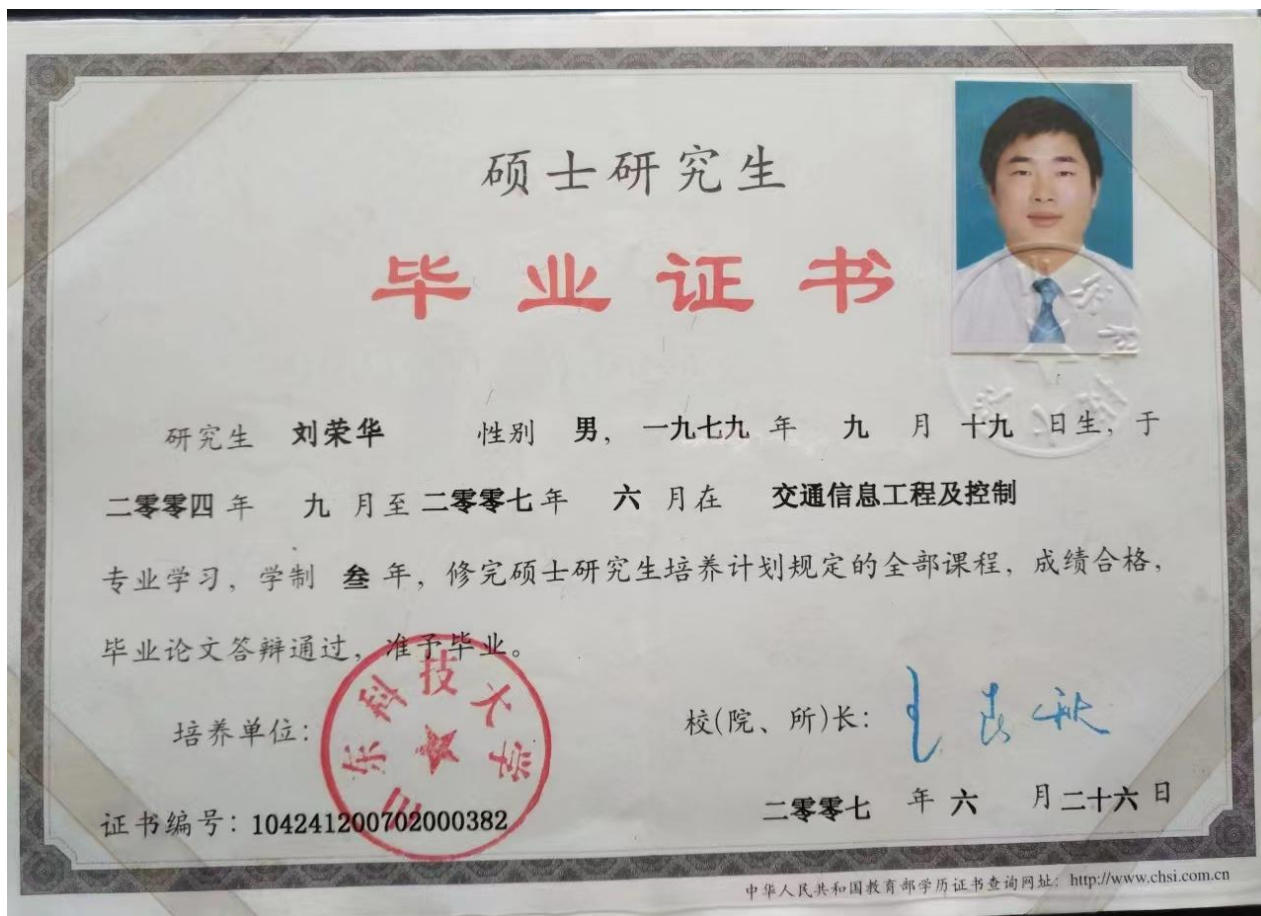 硕士研究生
毕业证书
研究生 刘荣华 性别 男, 一九七九 年 九 月 十九 日生, 于
二零零四 年 九 月至 二零零七 年 六 月在 交通信息工程及控制
专业学习, 学制 叁 年, 修完硕士研究生培养计划规定的全部课程, 成绩合格,
毕业论文答辩通过, 准予毕业。
培养单位:
山东科技大学
校(院、所)长:
证书编号: 104241200702000382
二零零七 年 六 月 二十六 日
中华人民共和国教育部学历证书查询网址: http://www.chsi.com.cn